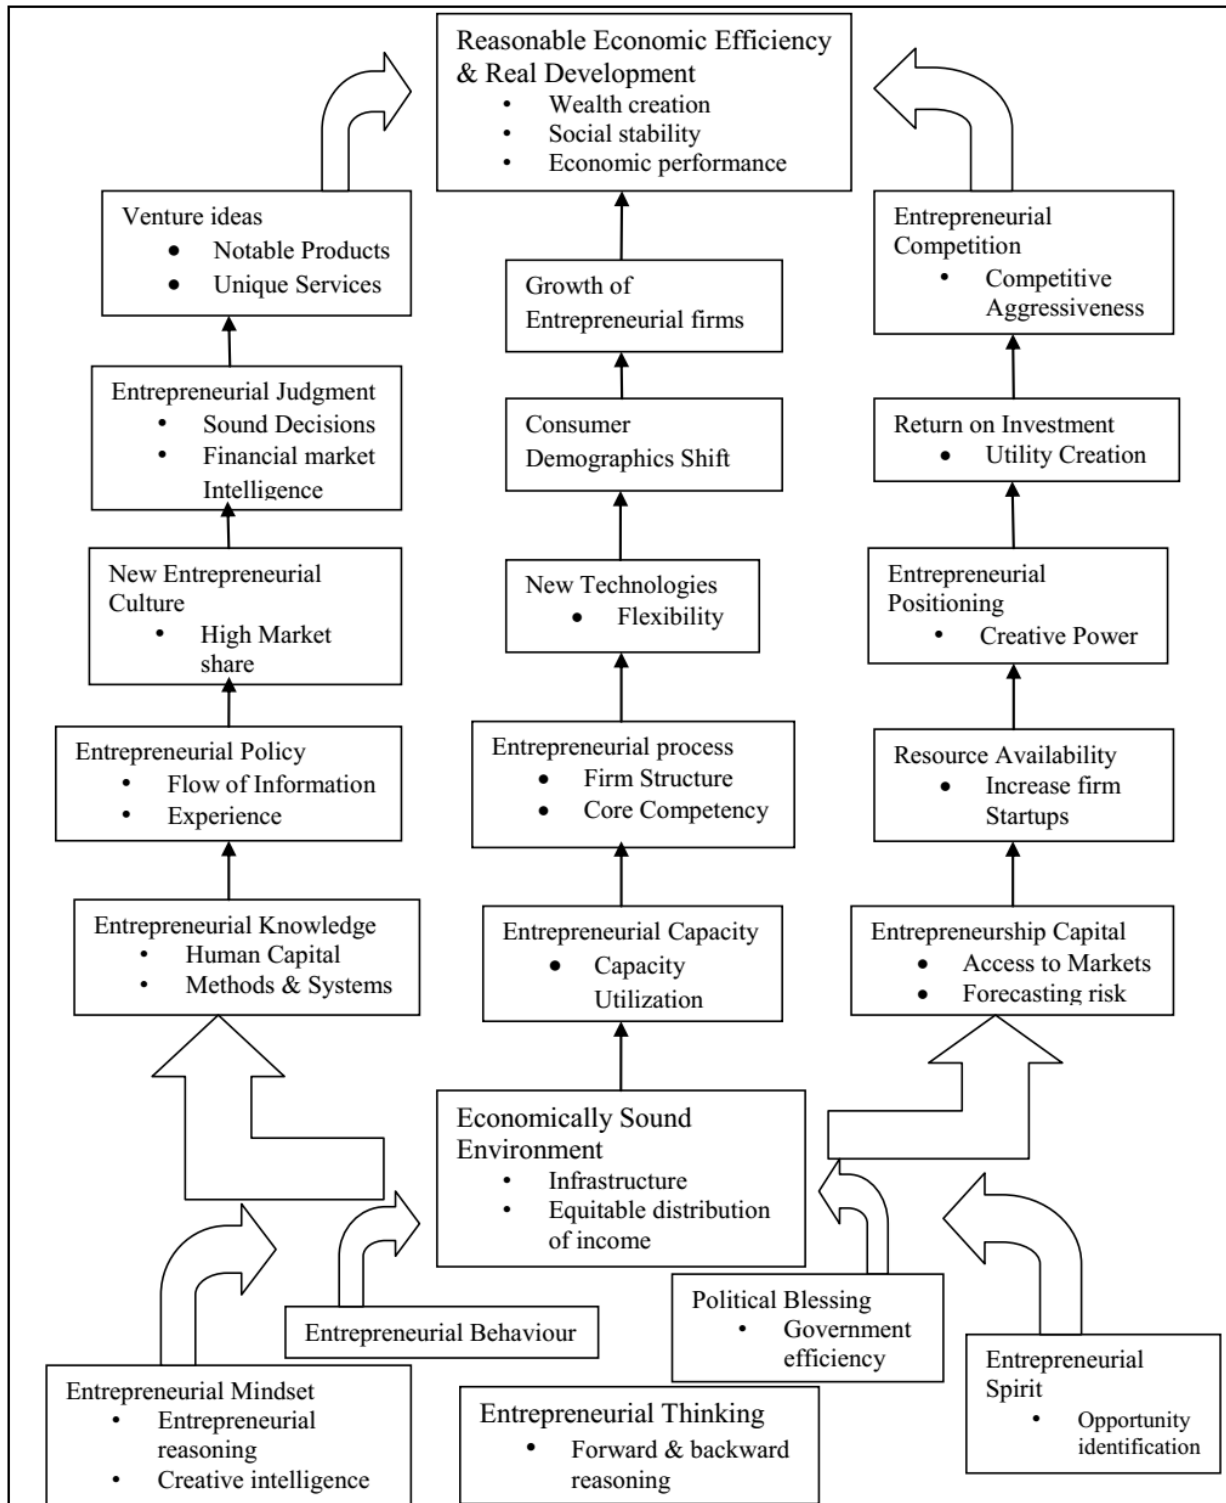 Reasonable Economic Efficiency
& Real Development
• Wealth creation
• Social stability
• Economic performance
Venture ideas
● Notable Products
● Unique Services
Growth of
Entrepreneurial firms
Entrepreneurial
Competition
• Competitive
Aggressiveness
Entrepreneurial Judgment
• Sound Decisions
• Financial market
Intelligence
Consumer
Demographics Shift
Return on Investment
● Utility Creation
New Entrepreneurial
Culture
• High Market
share
New Technologies
● Flexibility
Entrepreneurial
Positioning
• Creative Power
Entrepreneurial Policy
• Flow of Information
• Experience
Entrepreneurial process
● Firm Structure
● Core Competency
Resource Availability
● Increase firm
Startups
Entrepreneurial Knowledge
• Human Capital
• Methods & Systems
Entrepreneurial Capacity
● Capacity
Utilization
Entrepreneurship Capital
● Access to Markets
● Forecasting risk
Economically Sound
Environment
• Infrastructure
• Equitable distribution
of income
Entrepreneurial Behaviour
Political Blessing
• Government
efficiency
Entrepreneurial Mindset
• Entrepreneurial
reasoning
• Creative intelligence
Entrepreneurial Thinking
• Forward & backward
reasoning
Entrepreneurial
Spirit
• Opportunity
identification